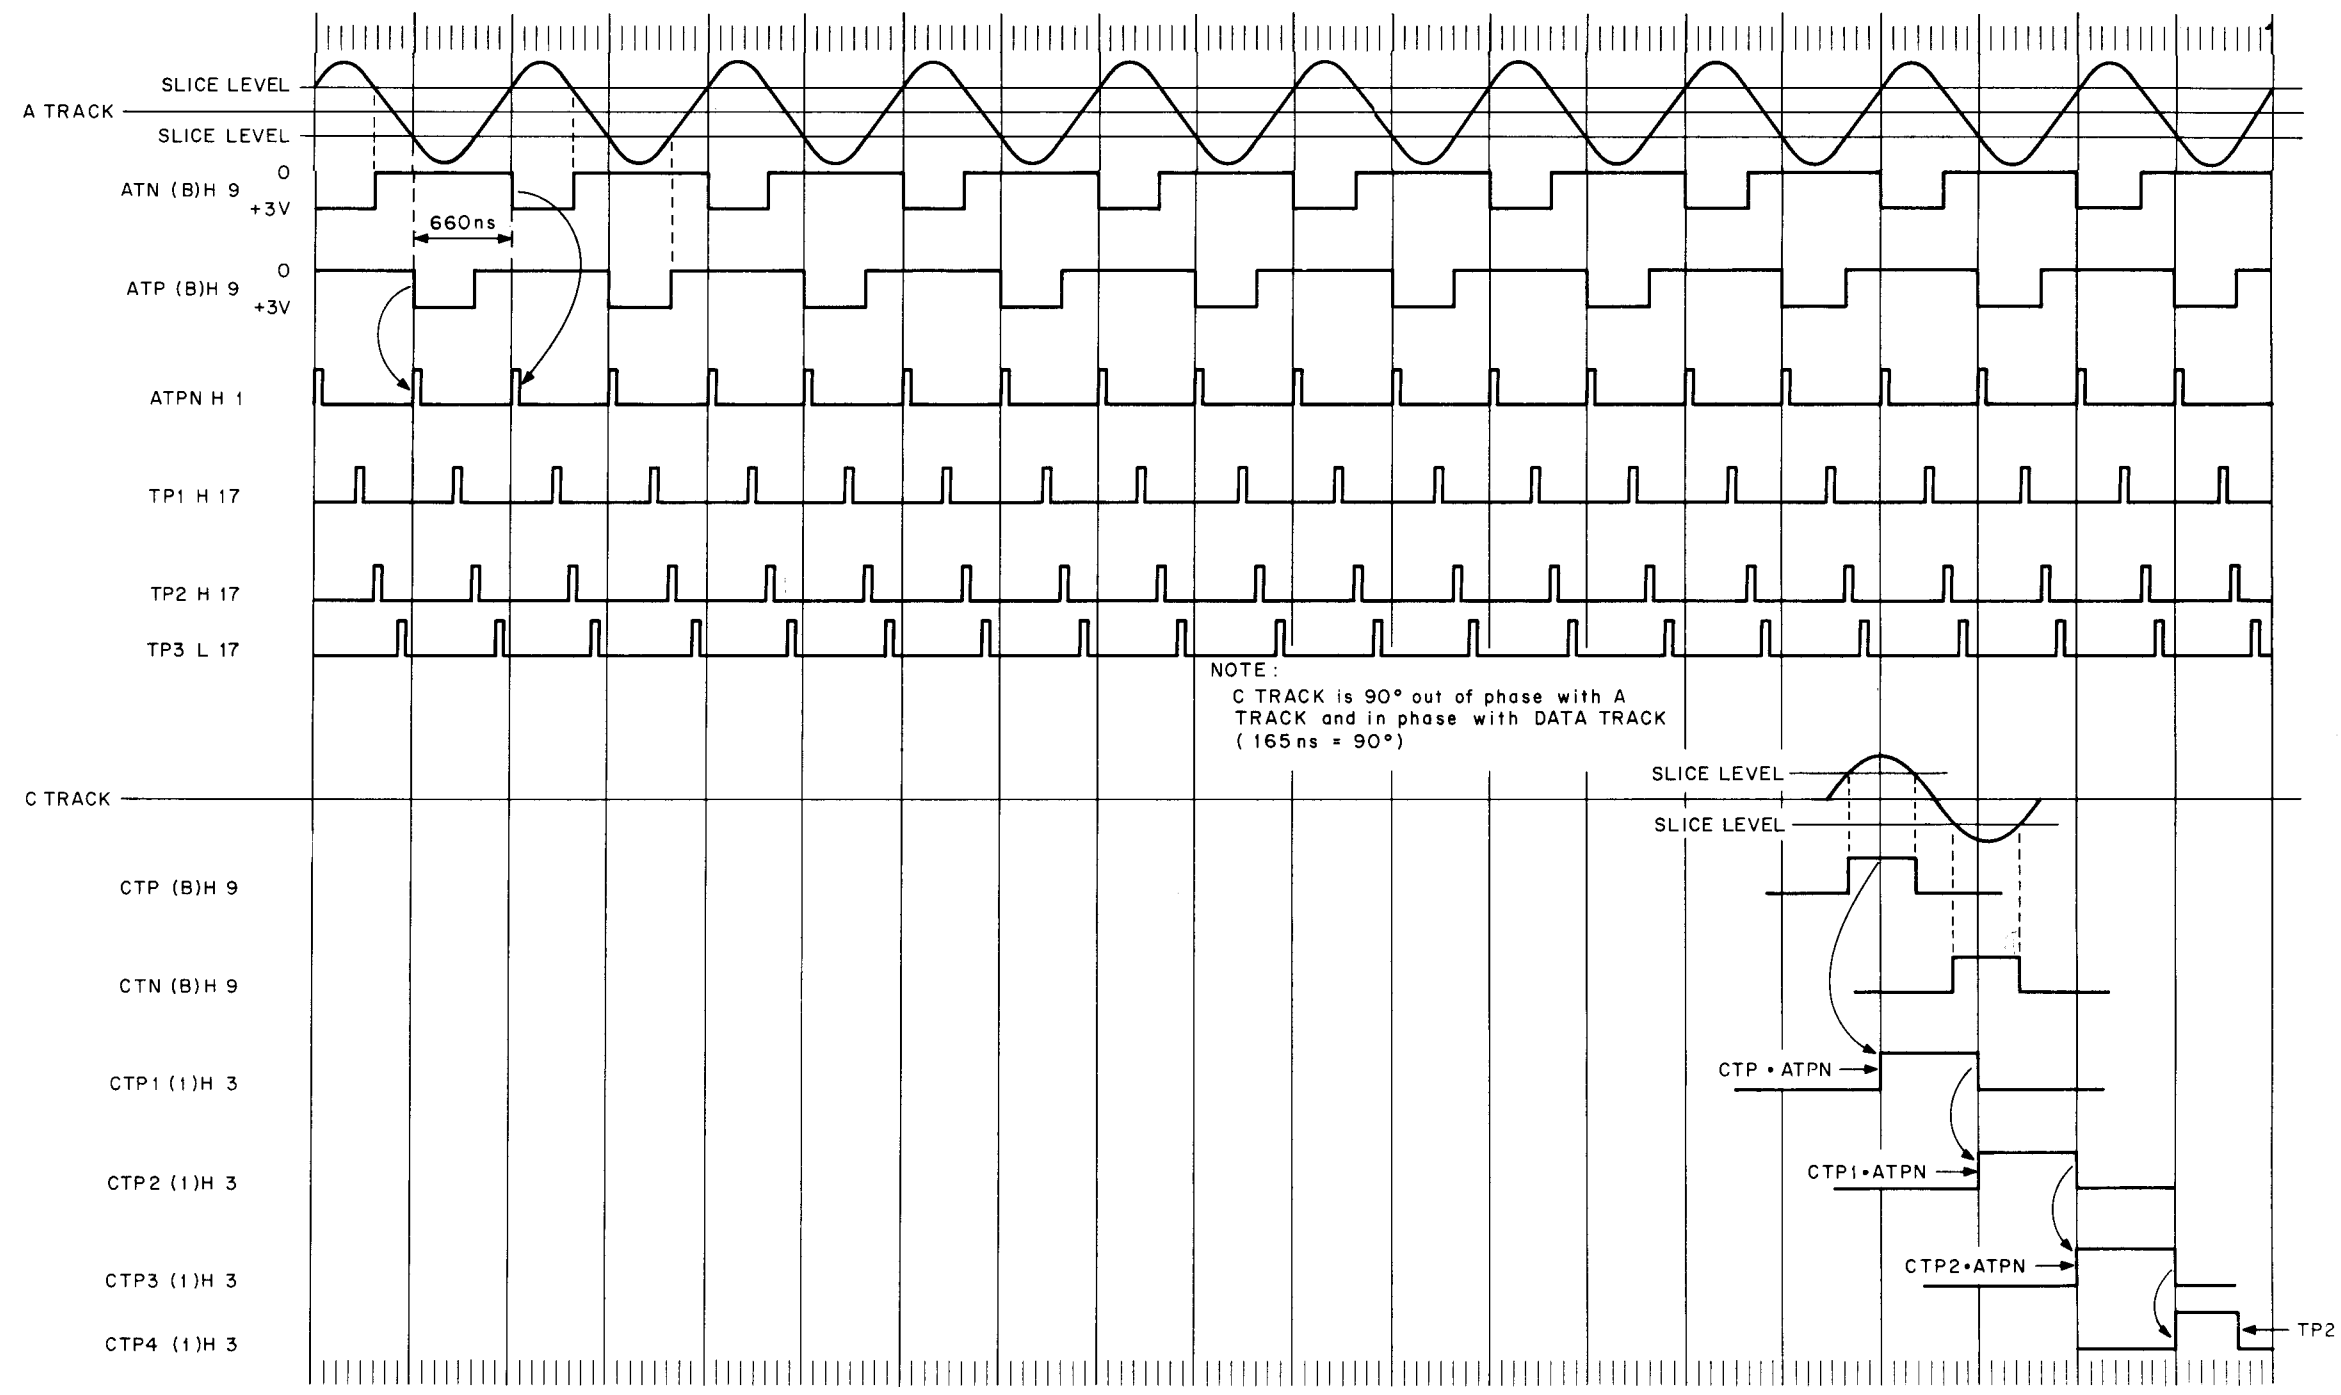 SLICE LEVEL
A TRACK
SLICE LEVEL
ATN (B)H 9
0
+3V
660ns
ATP (B)H 9
0
+3V
ATPN H 1
TP1 H 17
TP2 H 17
TP3 L 17
NOTE:
C TRACK is 90° out of phase with A
TRACK and in phase with DATA TRACK
(165ns = 90°)
SLICE LEVEL
C TRACK
SLICE LEVEL
CTP (B)H 9
CTN (B)H 9
CTP1 (1)H 3
CTP • ATPN
CTP2 (1)H 3
CTP1•ATPN
CTP3 (1)H 3
CTP2•ATPN
CTP4 (1)H 3
TP2